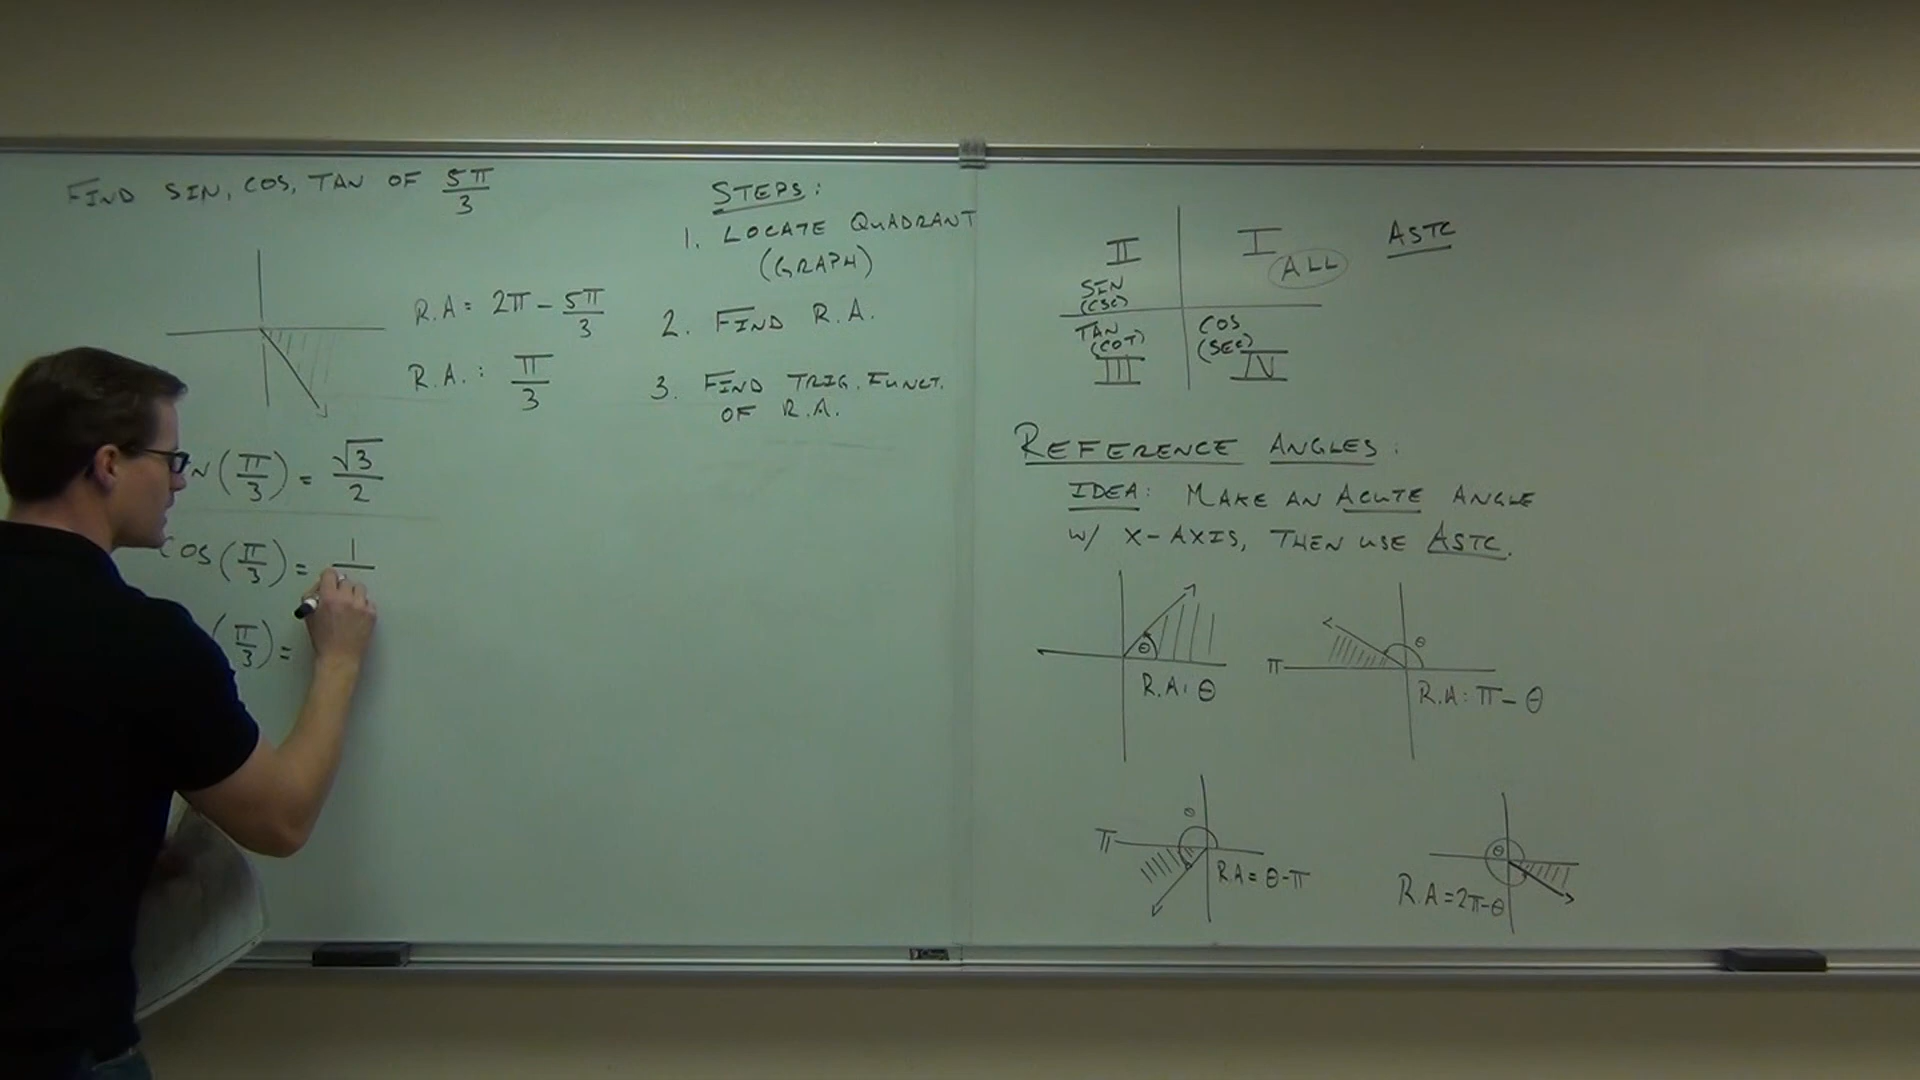 FIND SIN, COS, TAN OF 5π/3
R.A = 2π - 5π/3
R.A. : π/3
N(π/3) = √3/2
COS(π/3) = 1
(π/3) =
STEPS:
1. LOCATE QUADRANT
(GRAPH)
2. FIND R.A.
3. FIND TRIG. FUNCT.
OF R.A.
II
SIN
(CSC)
I
ALL
ASTC
TAN
(COT)
III
COS
(SEC)
IV
REFERENCE ANGLES:
IDEA: MAKE AN ACUTE ANGLE
W/ X-AXIS, THEN USE ASTC.
θ
R.A: θ
π
θ
R.A: π - θ
π
θ
RA = θ-π
θ
R.A = 2π-θ